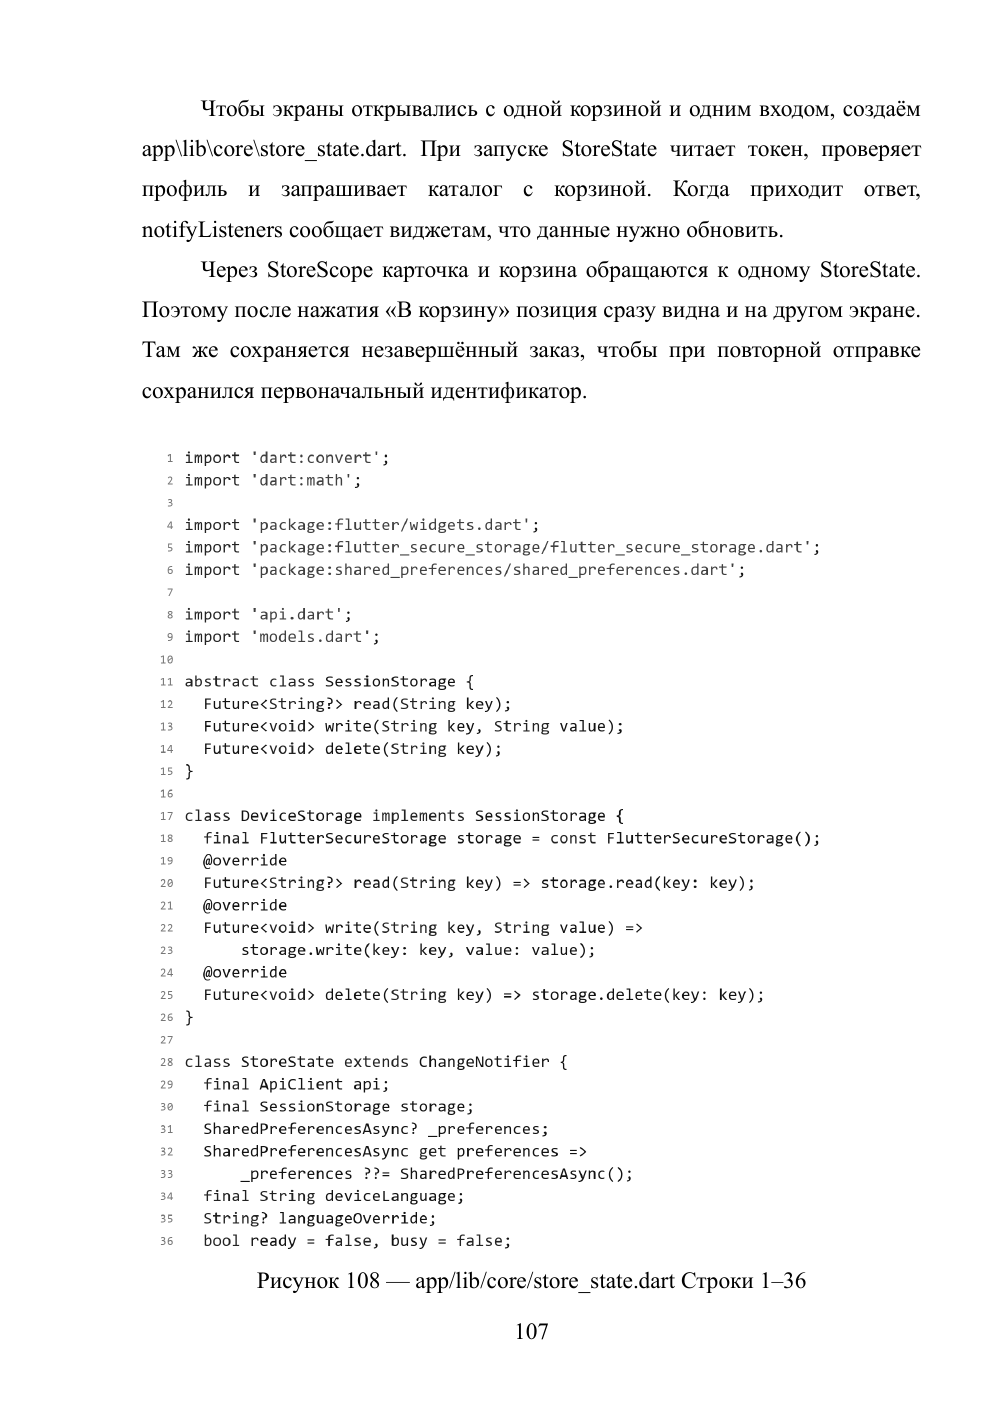 Чтобы экраны открывались с одной корзиной и одним входом, создаём
app\lib\core\store_state.dart. При запуске StoreState читает токен, проверяет
профиль и запрашивает каталог с корзиной. Когда приходит ответ,
notifyListeners сообщает виджетам, что данные нужно обновить.
Через StoreScope карточка и корзина обращаются к одному StoreState.
Поэтому после нажатия «В корзину» позиция сразу видна и на другом экране.
Там же сохраняется незавершённый заказ, чтобы при повторной отправке
сохранился первоначальный идентификатор.
1 import 'dart:convert';
2 import 'dart:math';
3
4 import 'package:flutter/widgets.dart';
5 import 'package:flutter_secure_storage/flutter_secure_storage.dart';
6 import 'package:shared_preferences/shared_preferences.dart';
7
8 import 'api.dart';
9 import 'models.dart';
10
11 abstract class SessionStorage {
12   Future<String?> read(String key);
13   Future<void> write(String key, String value);
14   Future<void> delete(String key);
15 }
16
17 class DeviceStorage implements SessionStorage {
18   final FlutterSecureStorage storage = const FlutterSecureStorage();
19   @override
20   Future<String?> read(String key) => storage.read(key: key);
21   @override
22   Future<void> write(String key, String value) =>
23       storage.write(key: key, value: value);
24   @override
25   Future<void> delete(String key) => storage.delete(key: key);
26 }
27
28 class StoreState extends ChangeNotifier {
29   final ApiClient api;
30   final SessionStorage storage;
31   SharedPreferencesAsync? _preferences;
32   SharedPreferencesAsync get preferences =>
33       _preferences ??= SharedPreferencesAsync();
34   final String deviceLanguage;
35   String? languageOverride;
36   bool ready = false, busy = false;
Рисунок 108 — app/lib/core/store_state.dart Строки 1–36
107